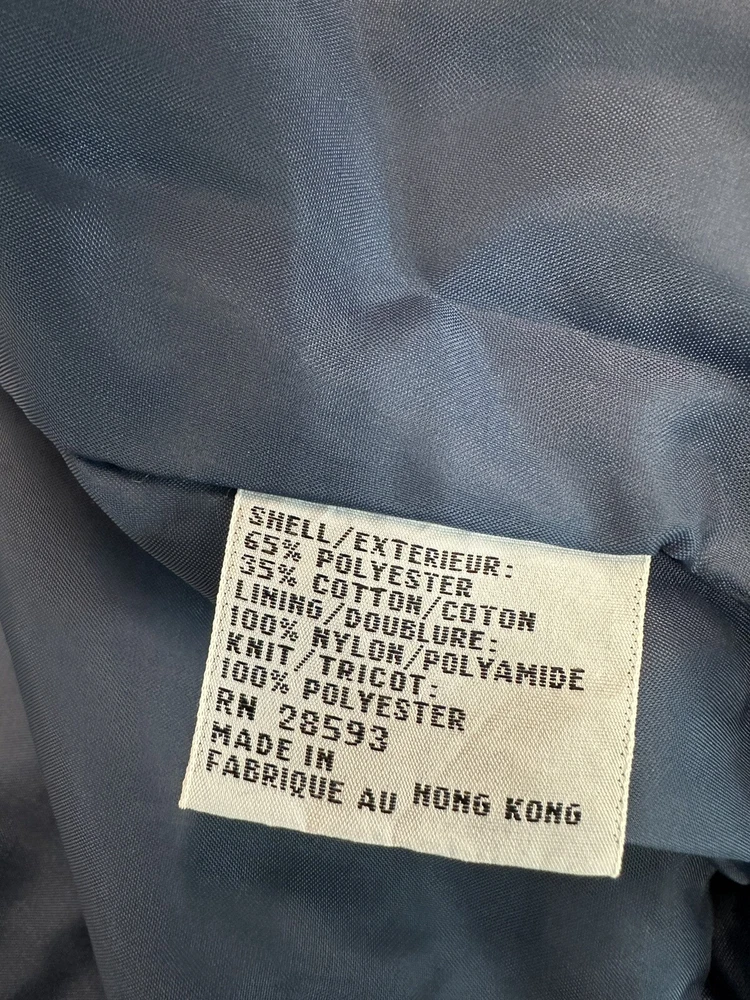 SHELL/EXTERIEUR:
65% POLYESTER
35% COTTON/COTON
LINING/DOUBLURE:
100% NYLON/POLYAMIDE
KNIT/TRICOT:
100% POLYESTER
RN 28593
MADE IN
FABRIQUE AU HONG KONG